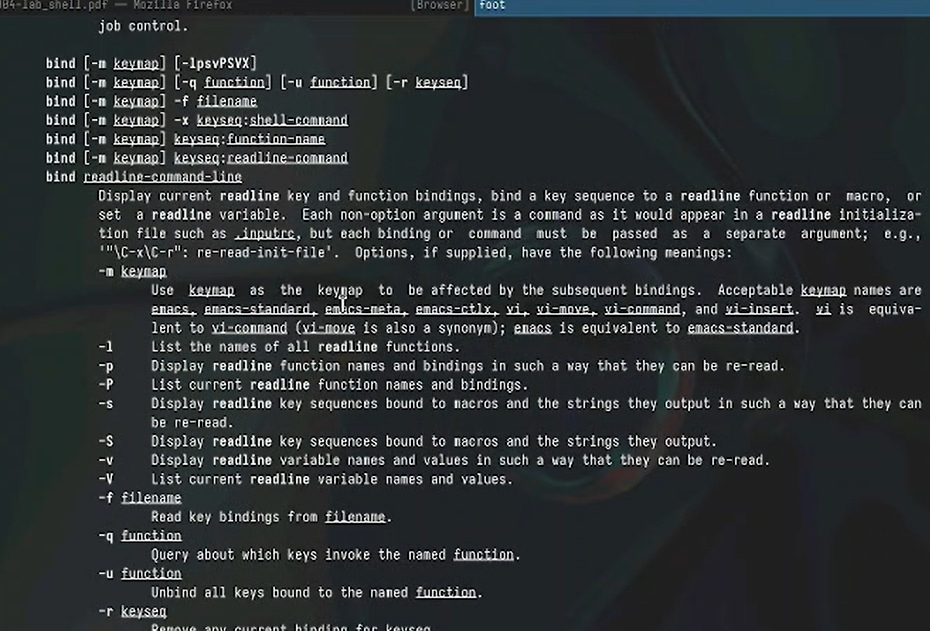 04-lab_shell.pdf — Mozilla Firefox [Browser] foot
job control.
bind [-m keymap] [-lpsvPSVX]
bind [-m keymap] [-q function] [-u function] [-r keyseq]
bind [-m keymap] -f filename
bind [-m keymap] -x keyseq:shell-command
bind [-m keymap] keyseq:function-name
bind [-m keymap] keyseq:readline-command
bind readline-command-line
Display current readline key and function bindings, bind a key sequence to a readline function or macro, or
set a readline variable. Each non-option argument is a command as it would appear in a readline initializa-
tion file such as .inputrc, but each binding or command must be passed as a separate argument; e.g.,
'"\C-x\C-r": re-read-init-file'. Options, if supplied, have the following meanings:
-m keymap
Use keymap as the keymap to be affected by the subsequent bindings. Acceptable keymap names are
emacs, emacs-standard, emacs-meta, emacs-ctlx, vi, vi-move, vi-command, and vi-insert. vi is equiva-
lent to vi-command (vi-move is also a synonym); emacs is equivalent to emacs-standard.
-l List the names of all readline functions.
-p Display readline function names and bindings in such a way that they can be re-read.
-P List current readline function names and bindings.
-s Display readline key sequences bound to macros and the strings they output in such a way that they can
be re-read.
-S Display readline key sequences bound to macros and the strings they output.
-v Display readline variable names and values in such a way that they can be re-read.
-V List current readline variable names and values.
-f filename
Read key bindings from filename.
-q function
Query about which keys invoke the named function.
-u function
Unbind all keys bound to the named function.
-r keyseq
Remove any current binding for keyseq.